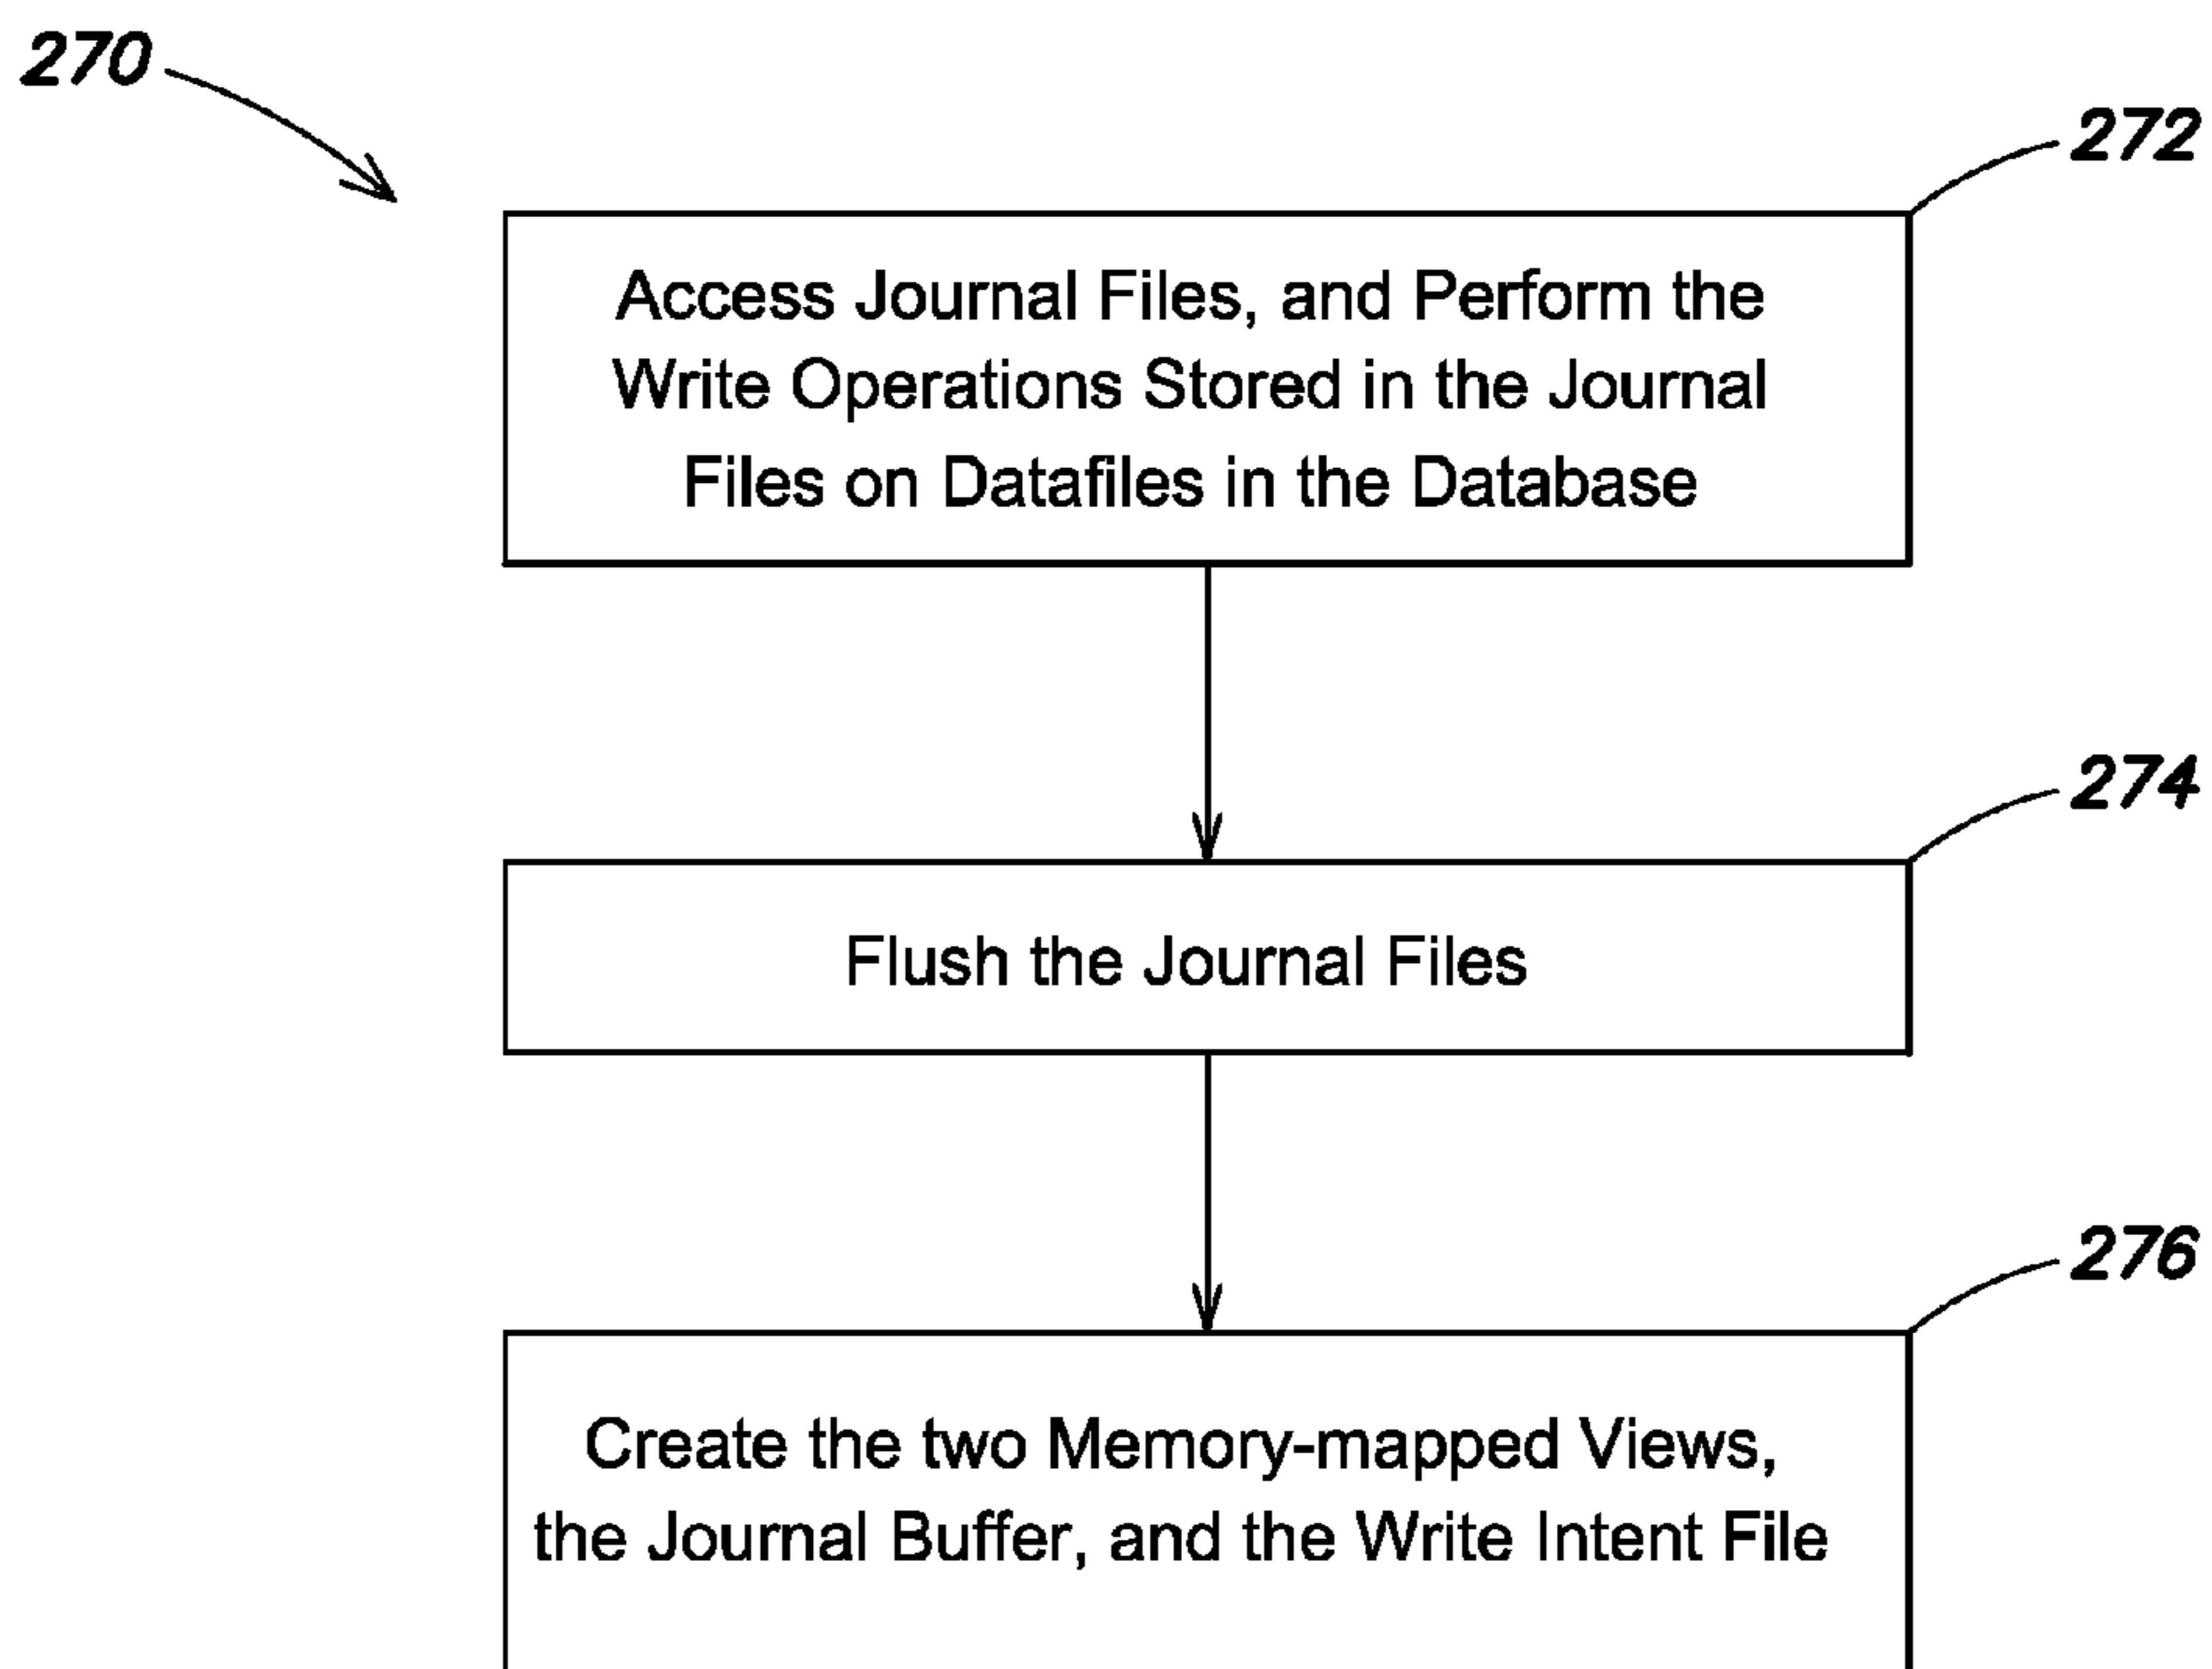 270
272
Access Journal Files, and Perform the
Write Operations Stored in the Journal
Files on Datafiles in the Database
274
Flush the Journal Files
276
Create the two Memory-mapped Views,
the Journal Buffer, and the Write Intent File